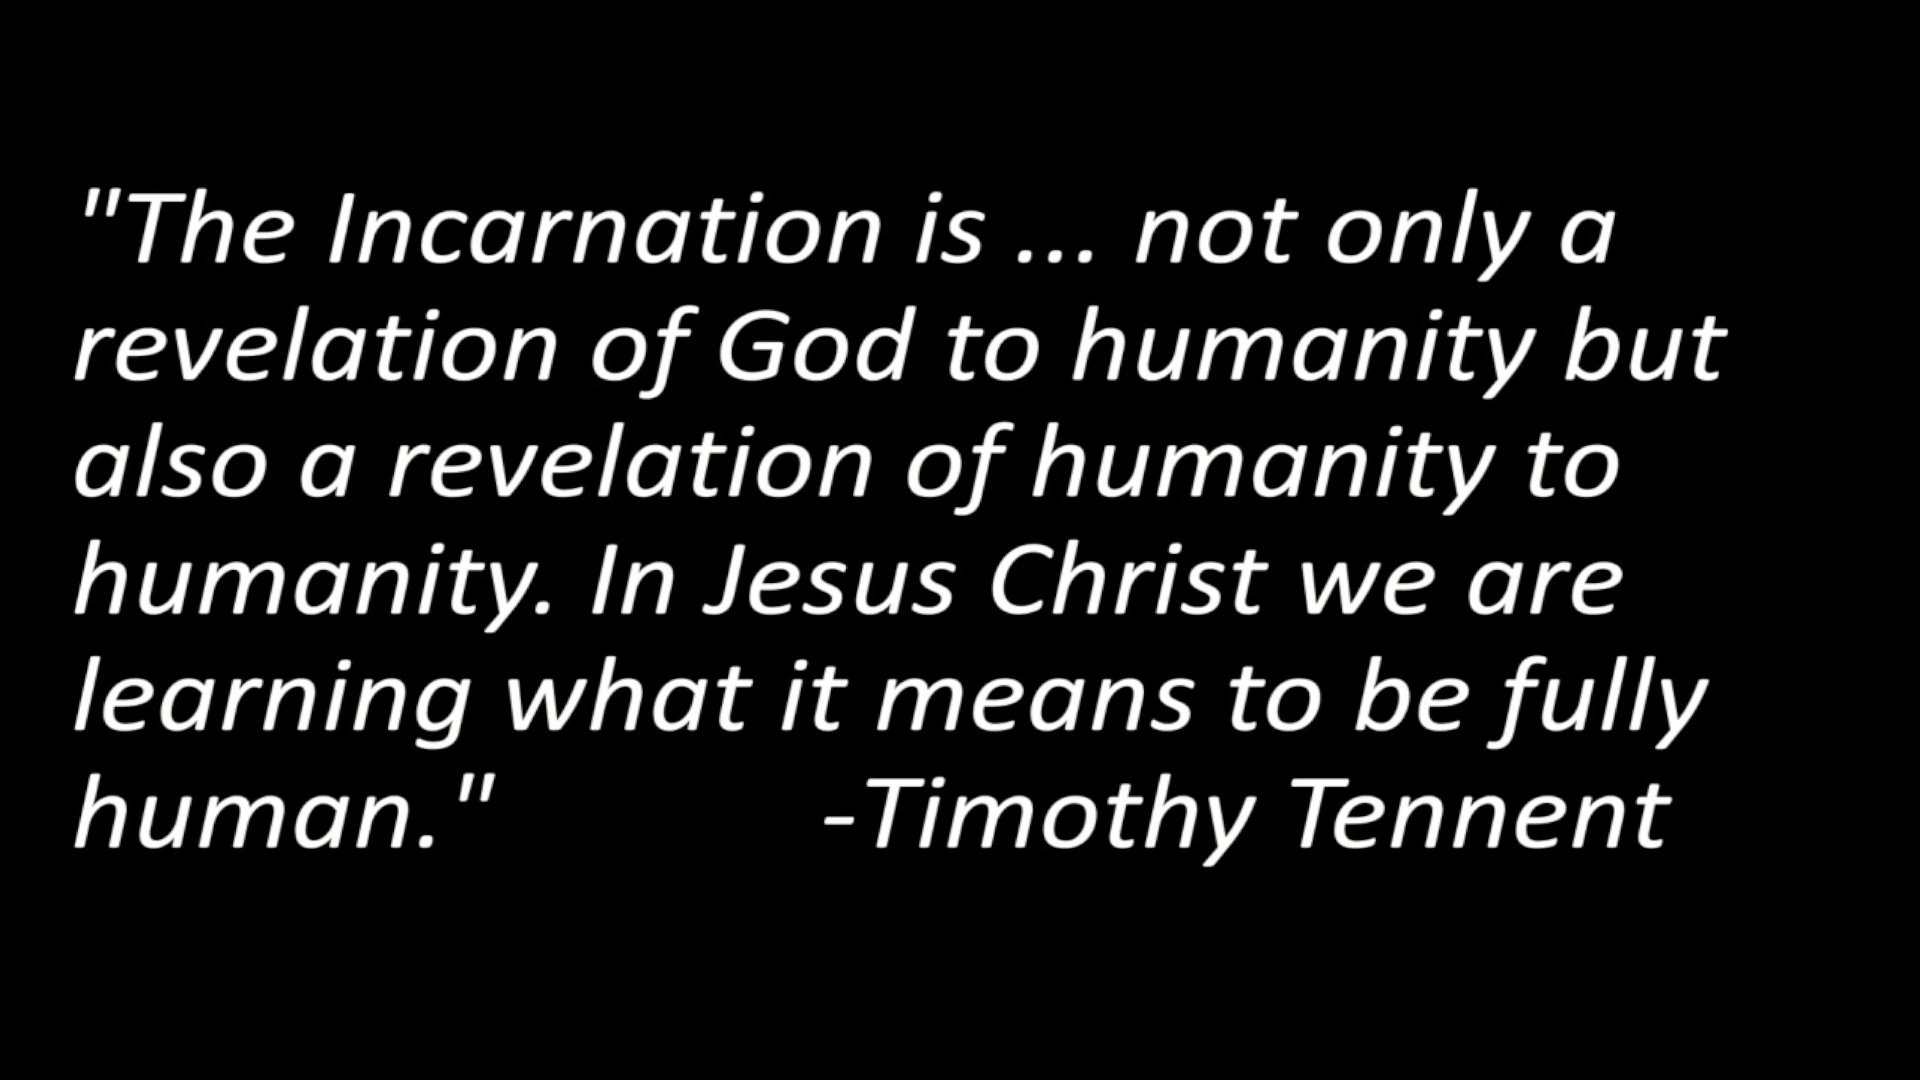 "The Incarnation is ... not only a
revelation of God to humanity but
also a revelation of humanity to
humanity. In Jesus Christ we are
learning what it means to be fully
human." -Timothy Tennent